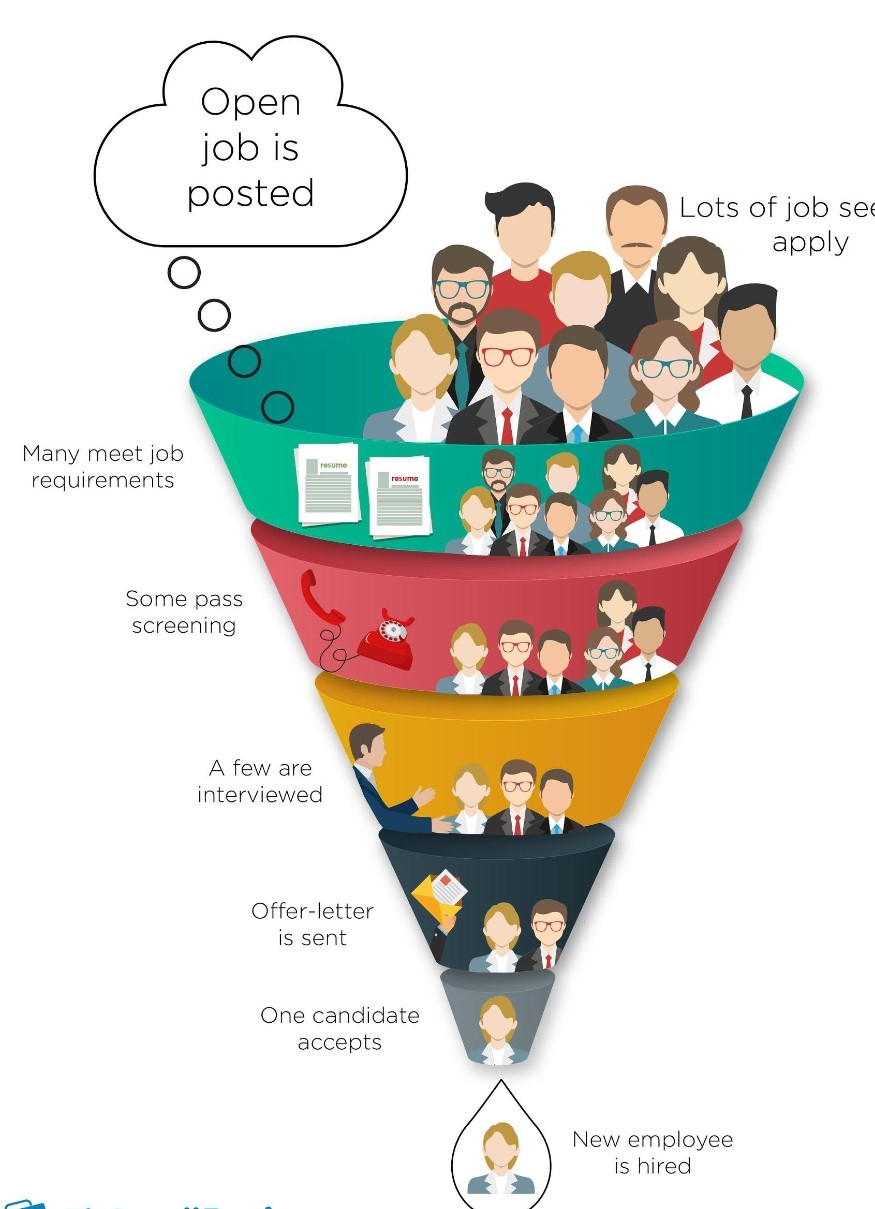 Open
job is
posted
Lots of job
apply
Many meet job
requirements
resume
resume
Some pass
screening
A few are
interviewed
Offer-letter
is sent
One candidate
accepts
New employee
is hired